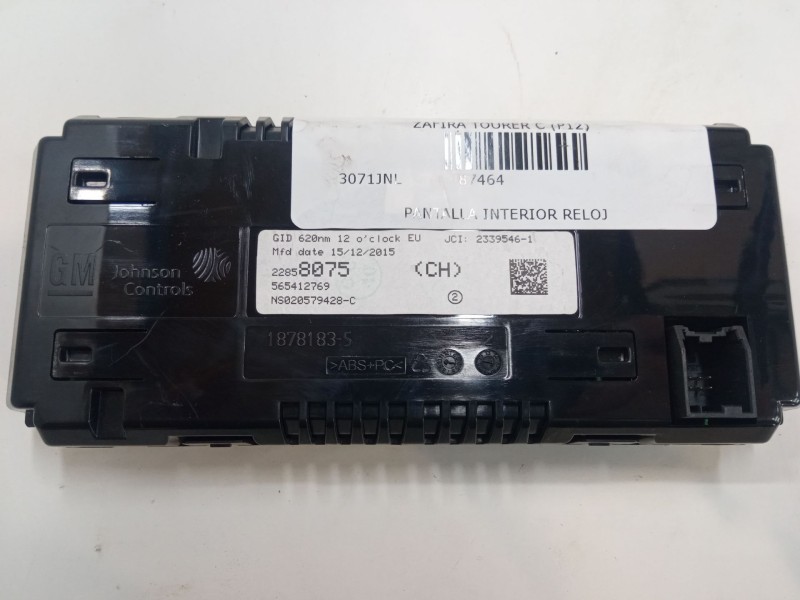 ZAFIRA TOURER C (P12)
3071JNL 87464
PANTALLA INTERIOR RELOJ
GID 620nm 12 o'clock EU JCI: 2339546-1
Mfd date 15/12/2015
22858075 (CH)
565412769
NS020579428-C 2
GM
Johnson
Controls
1878183-S
>ABS+PC<